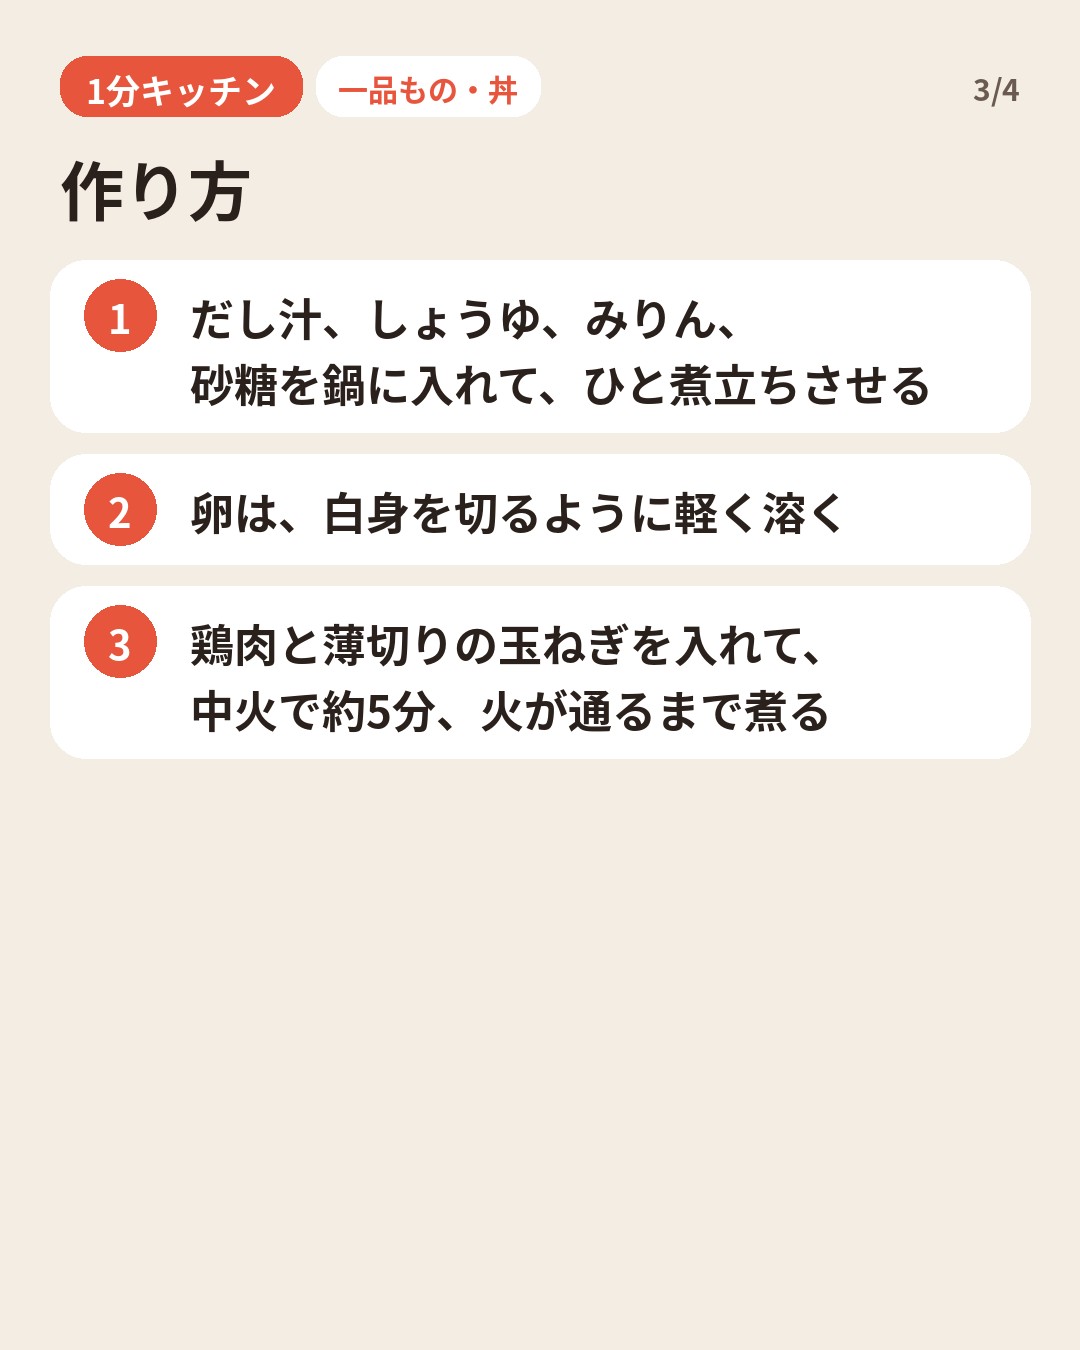 1分キッチン
一品もの・丼
3/4
作り方
1
だし汁、しょうゆ、みりん、
砂糖を鍋に入れて、ひと煮立ちさせる
2
卵は、白身を切るように軽く溶く
3
鶏肉と薄切りの玉ねぎを入れて、
中火で約5分、火が通るまで煮る